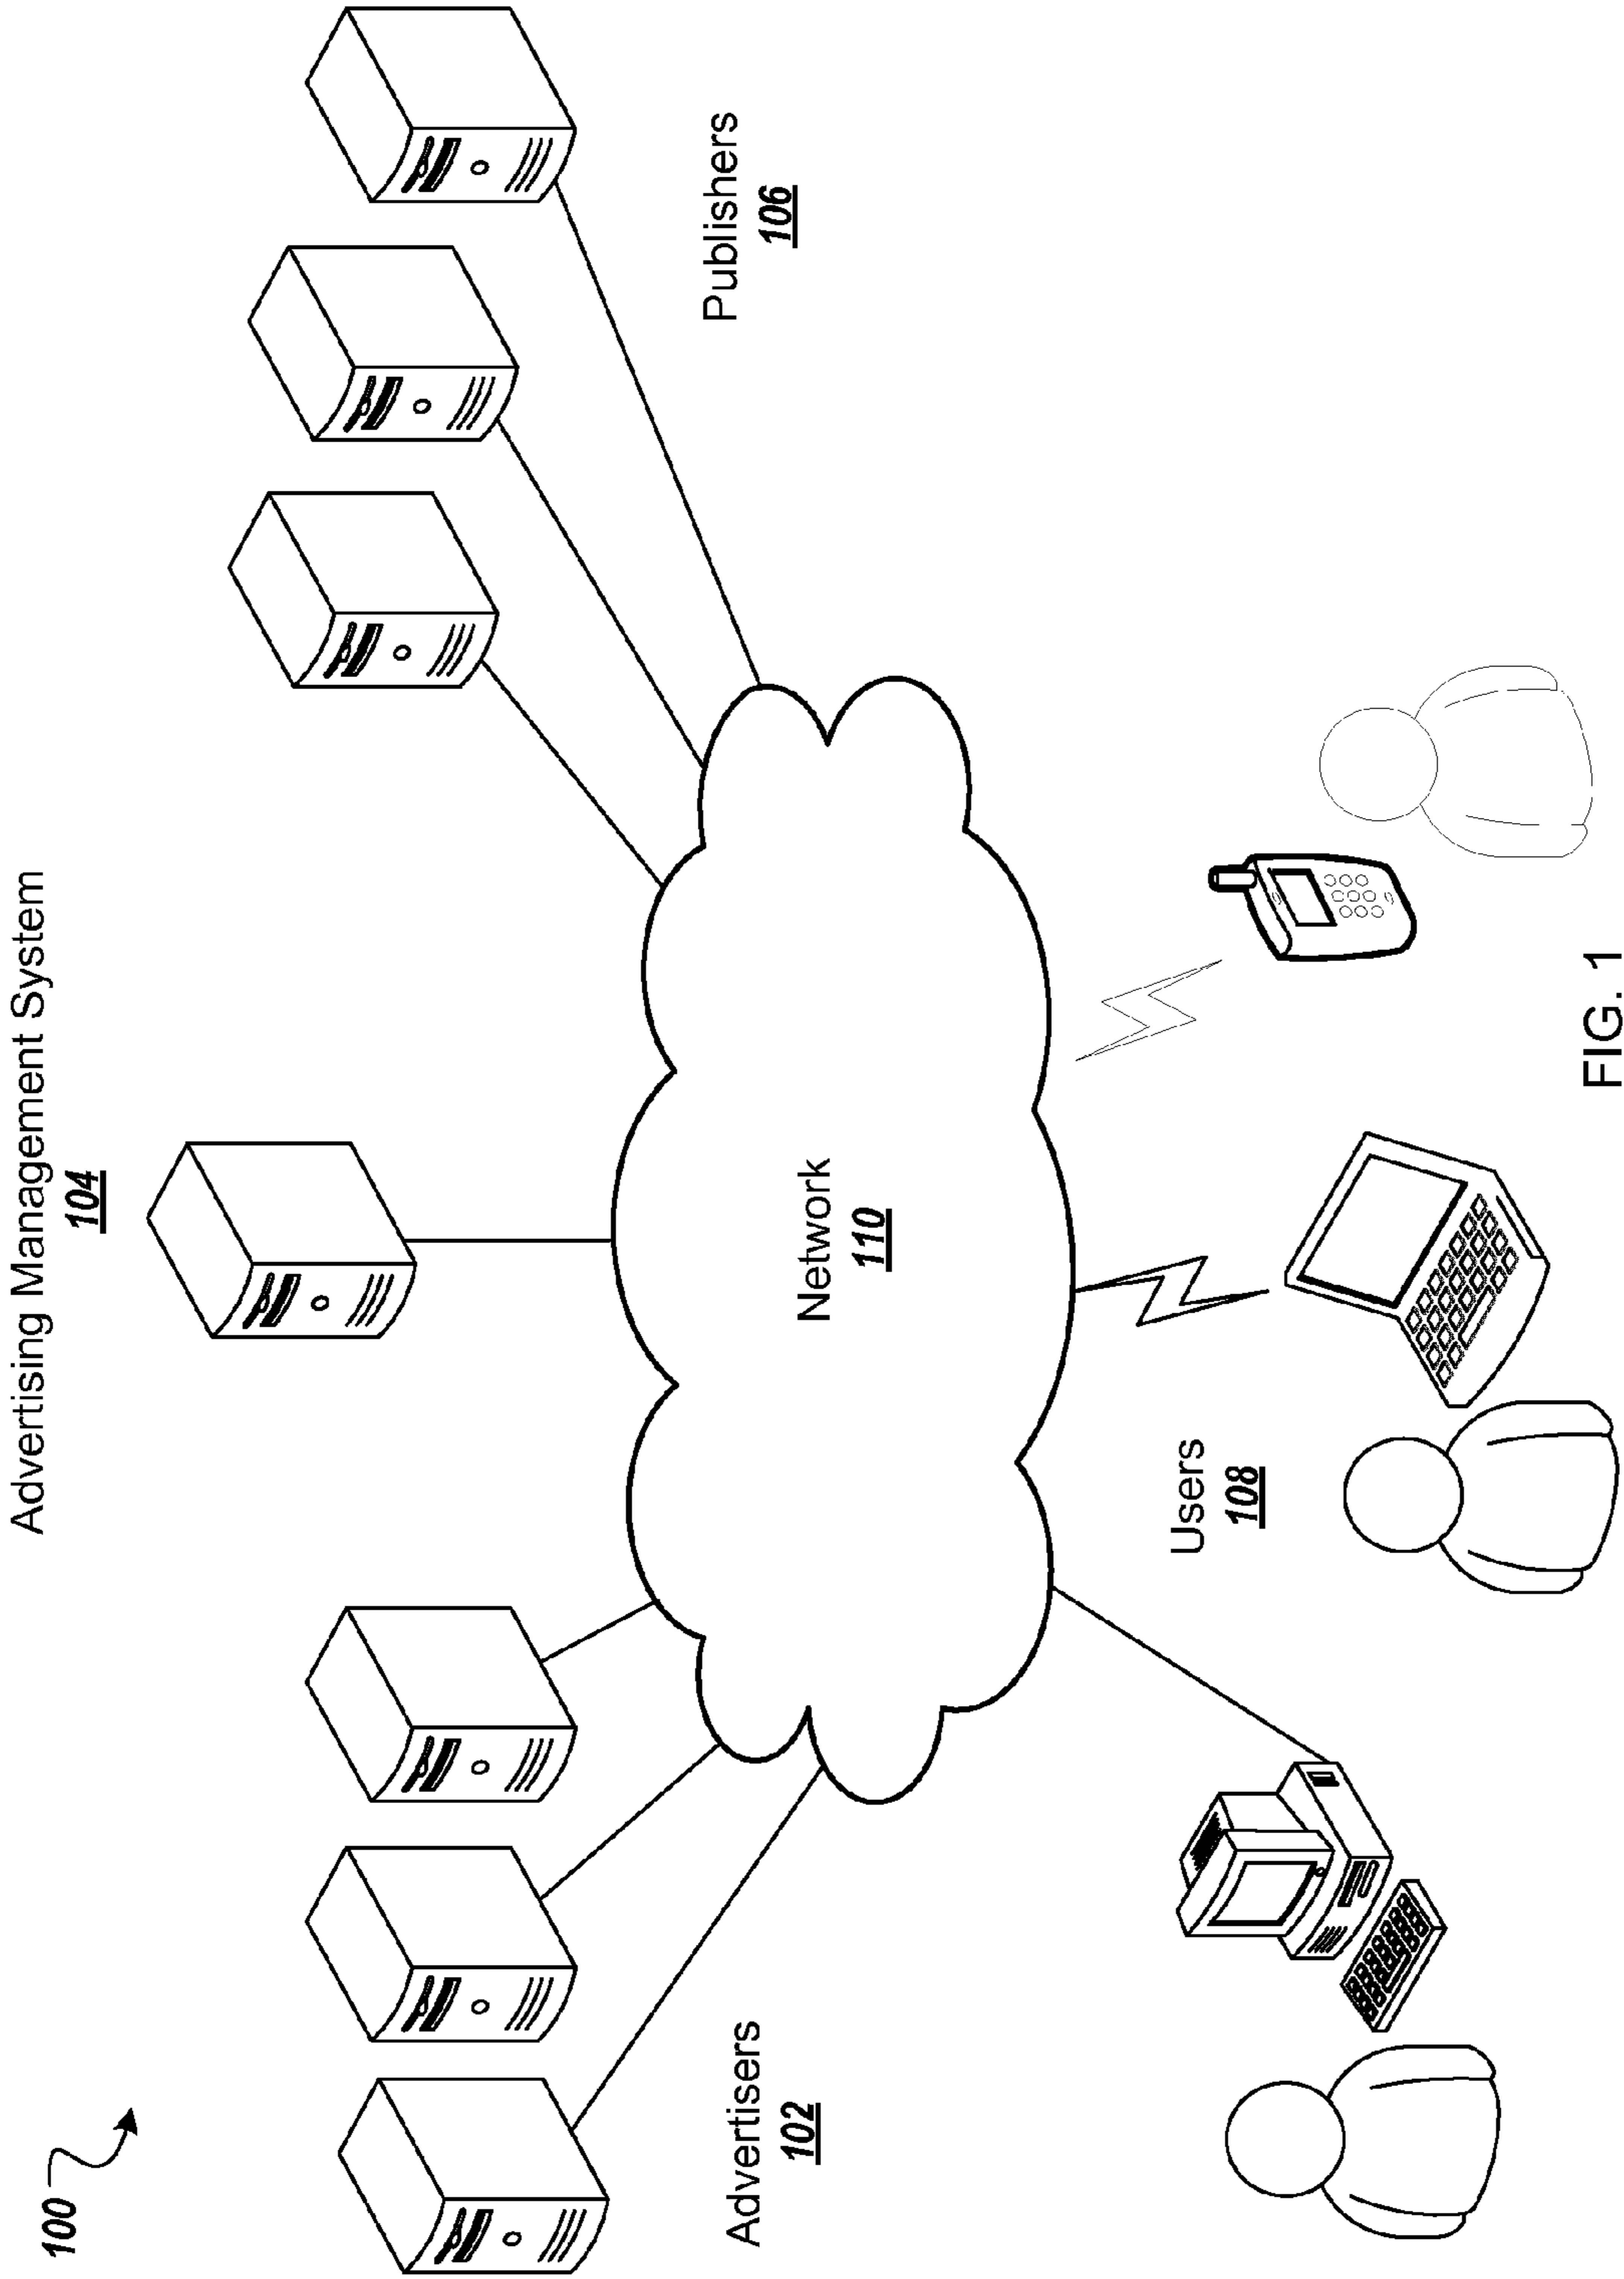 100
Advertising Management System
104
Advertisers
102
Publishers
106
Network
110
Users
108
FIG. 1